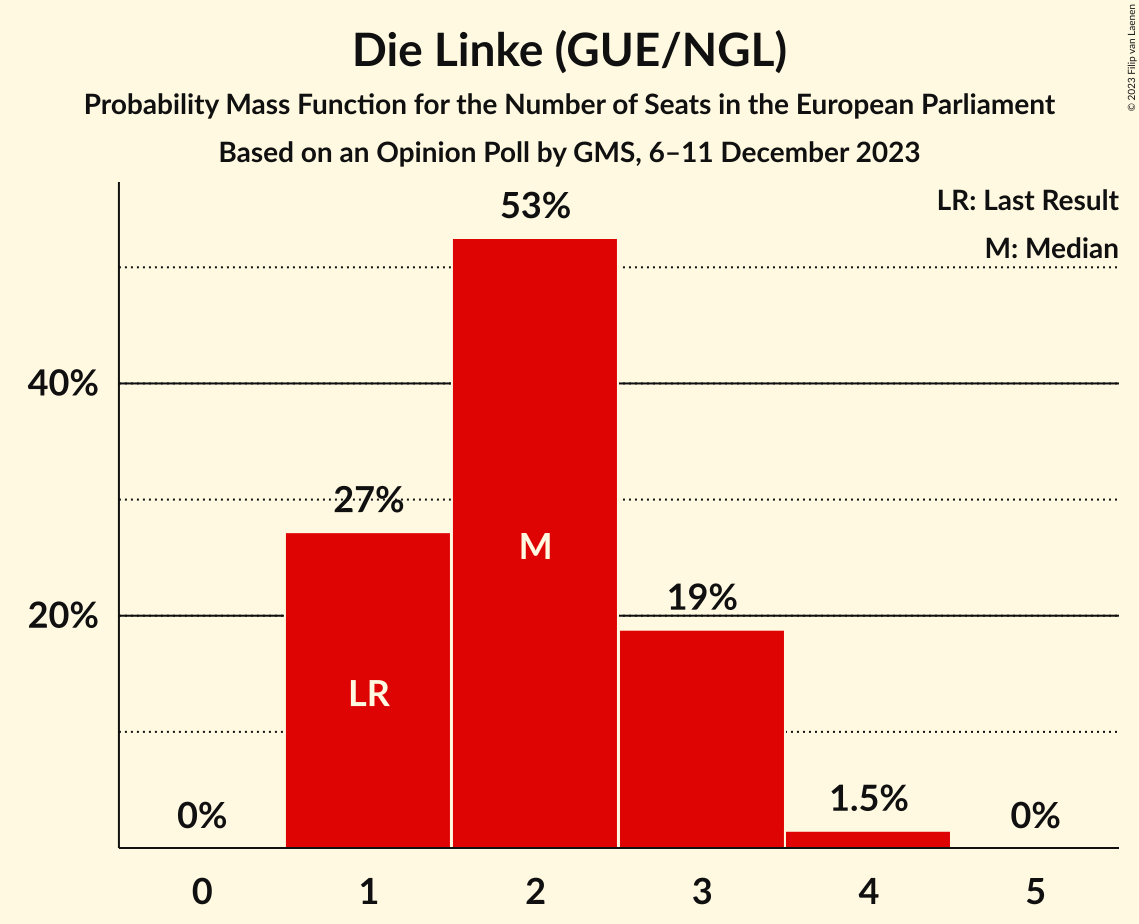 Die Linke (GUE/NGL)
Probability Mass Function for the Number of Seats in the European Parliament
Based on an Opinion Poll by GMS, 6–11 December 2023
© 2023 Filip van Laenen
LR: Last Result
M: Median
53%
40%
27%
M
20%
19%
LR
0%
1.5%
0%
0 1 2 3 4 5